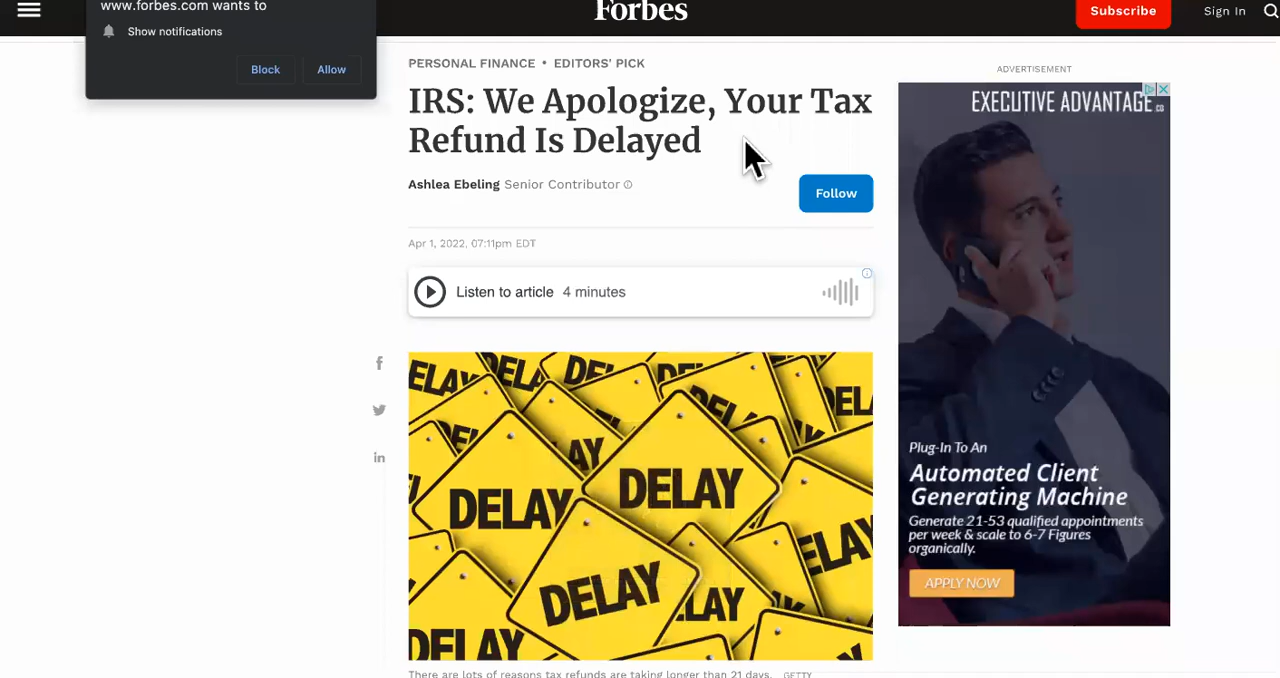 www.forbes.com wants to
Show notifications
Block
Allow
Forbes
Subscribe
Sign In
PERSONAL FINANCE • EDITORS' PICK
IRS: We Apologize, Your Tax
Refund Is Delayed
Ashlea Ebeling Senior Contributor
Follow
Apr 1, 2022, 07:11pm EDT
Listen to article 4 minutes
f
in
DELAY
DELAY
DELAY
There are lots of reasons tax refunds are taking longer than 21 days. GETTY
ADVERTISEMENT
EXECUTIVE ADVANTAGE.CO
Plug-In To An
Automated Client
Generating Machine
Generate 21-53 qualified appointments
per week & scale to 6-7 Figures
organically.
APPLY NOW